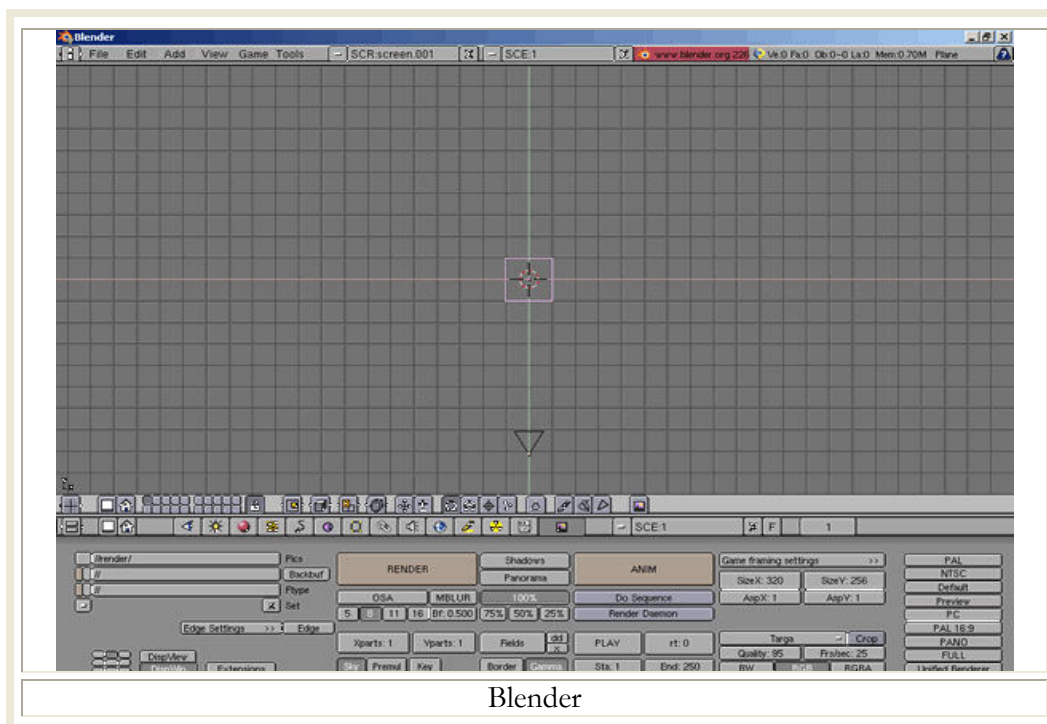 Blender
File Edit Add View Game Tools - SCR:screen.001 - SCE:1 www.blender.org 226 Ve:0 Fa:0 Ob:0-0 La:0 Mem:0.70M Plane ?
- SCE:1 F 1
//render/ Pics
// Backbuf
// Ptype
Set
Edge Settings >> Edge
DispView
DispWin Extensions
RENDER Shadows
Panorama
OSA MBLUR 100%
5 8 11 16 Bf: 0.500 75% 50% 25%
Xparts: 1 Yparts: 1 Fields Odd
X
Sky Premul Key Border Gamma
ANIM
Do Sequence
Render Daemon
PLAY rt: 0
Sta: 1 End: 250
Game framing settings >>
SizeX: 320 SizeY: 256
AspX: 1 AspY: 1
Targa - Crop
Quality: 95 Frs/sec: 25
BW RGB RGBA
PAL
NTSC
Default
Preview
PC
PAL 16:9
PANO
FULL
Unified Renderer
Blender